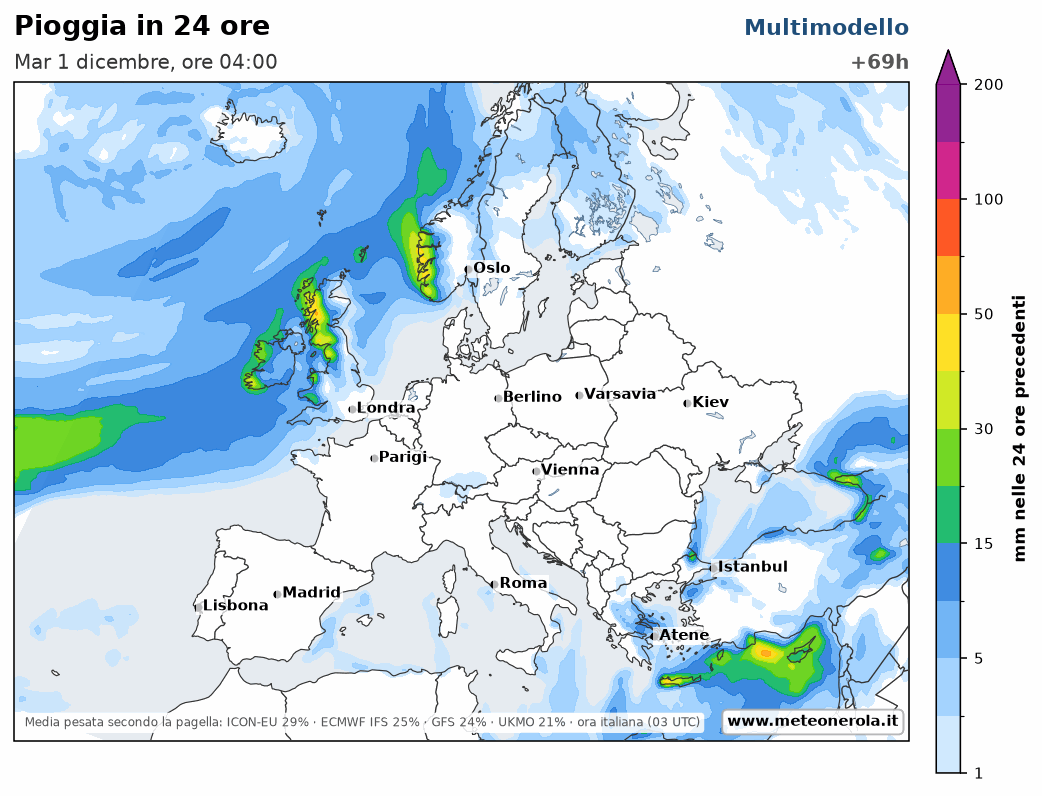 Pioggia in 24 ore
Multimodello
Mar 1 dicembre, ore 04:00
+69h
200
100
50
30
15
5
1
mm nelle 24 ore precedenti
Oslo
Berlino
Varsavia
Kiev
Londra
Parigi
Vienna
Istanbul
Roma
Madrid
Lisbona
Atene
Media pesata secondo la pagella: ICON-EU 29% · ECMWF IFS 25% · GFS 24% · UKMO 21% · ora italiana (03 UTC)
www.meteonerola.it